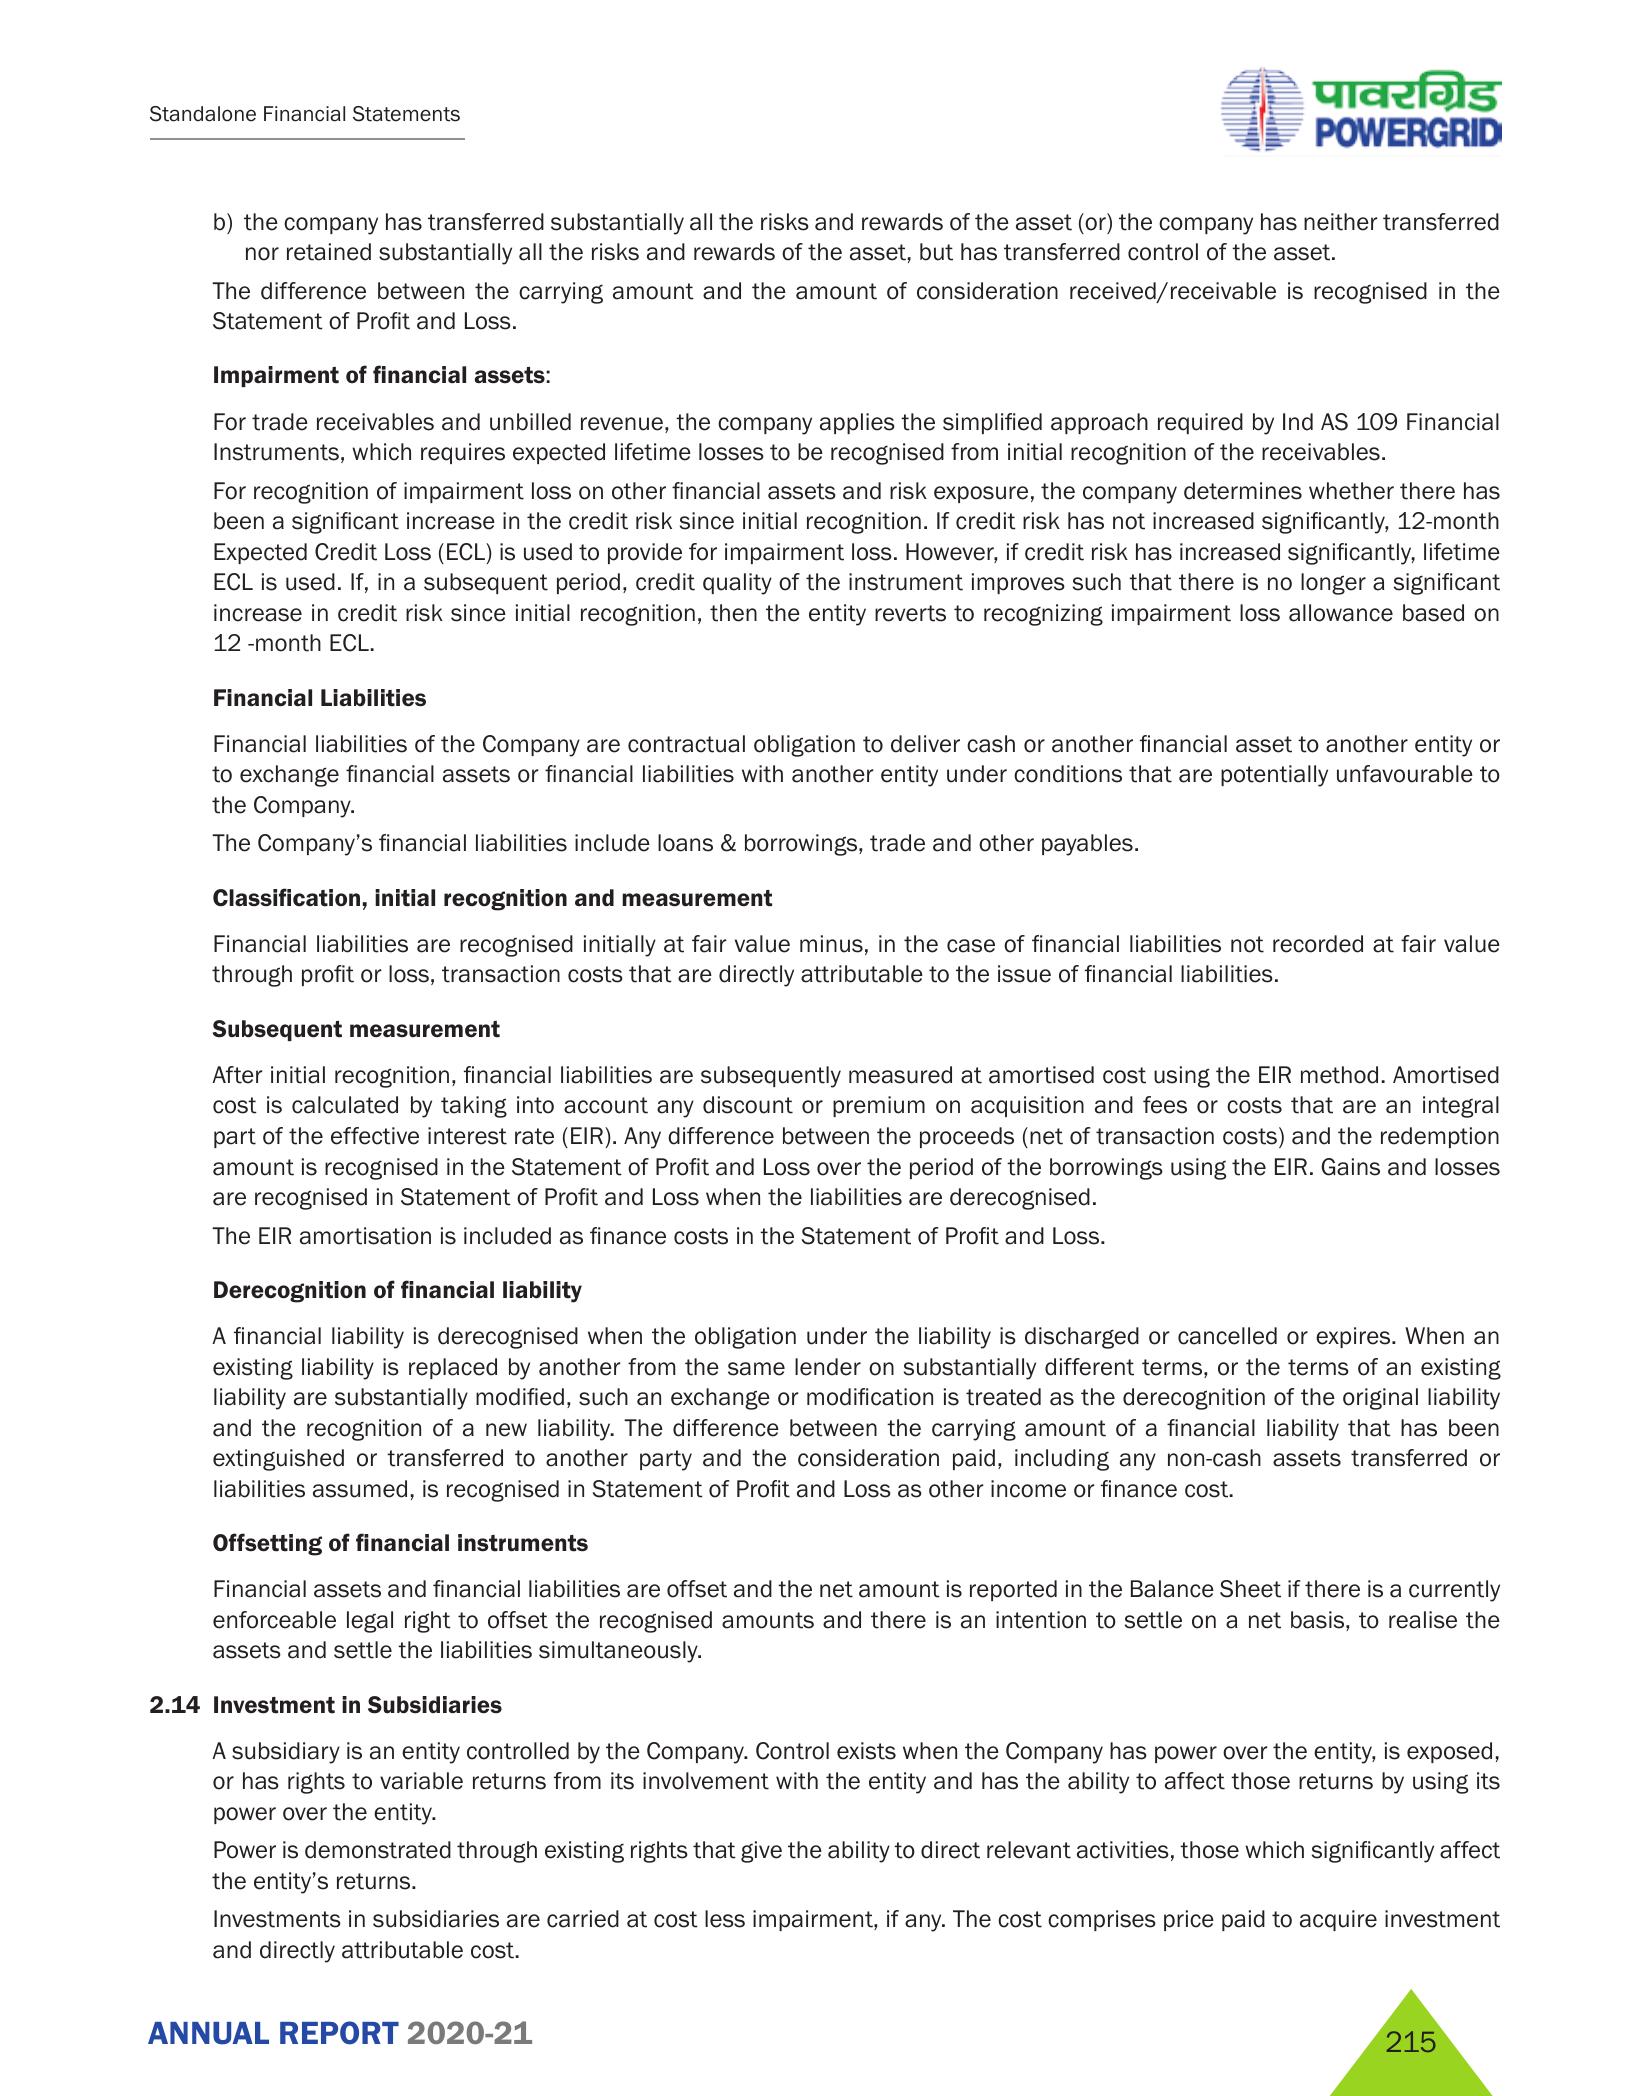 Standalone Financial Statements
पावरग्रिड
POWERGRID
b) the company has transferred substantially all the risks and rewards of the asset (or) the company has neither transferred
nor retained substantially all the risks and rewards of the asset, but has transferred control of the asset.
The difference between the carrying amount and the amount of consideration received/receivable is recognised in the
Statement of Profit and Loss.
Impairment of financial assets:
For trade receivables and unbilled revenue, the company applies the simplified approach required by Ind AS 109 Financial
Instruments, which requires expected lifetime losses to be recognised from initial recognition of the receivables.
For recognition of impairment loss on other financial assets and risk exposure, the company determines whether there has
been a significant increase in the credit risk since initial recognition. If credit risk has not increased significantly, 12-month
Expected Credit Loss (ECL) is used to provide for impairment loss. However, if credit risk has increased significantly, lifetime
ECL is used. If, in a subsequent period, credit quality of the instrument improves such that there is no longer a significant
increase in credit risk since initial recognition, then the entity reverts to recognizing impairment loss allowance based on
12 -month ECL.
Financial Liabilities
Financial liabilities of the Company are contractual obligation to deliver cash or another financial asset to another entity or
to exchange financial assets or financial liabilities with another entity under conditions that are potentially unfavourable to
the Company.
The Company’s financial liabilities include loans & borrowings, trade and other payables.
Classification, initial recognition and measurement
Financial liabilities are recognised initially at fair value minus, in the case of financial liabilities not recorded at fair value
through profit or loss, transaction costs that are directly attributable to the issue of financial liabilities.
Subsequent measurement
After initial recognition, financial liabilities are subsequently measured at amortised cost using the EIR method. Amortised
cost is calculated by taking into account any discount or premium on acquisition and fees or costs that are an integral
part of the effective interest rate (EIR). Any difference between the proceeds (net of transaction costs) and the redemption
amount is recognised in the Statement of Profit and Loss over the period of the borrowings using the EIR. Gains and losses
are recognised in Statement of Profit and Loss when the liabilities are derecognised.
The EIR amortisation is included as finance costs in the Statement of Profit and Loss.
Derecognition of financial liability
A financial liability is derecognised when the obligation under the liability is discharged or cancelled or expires. When an
existing liability is replaced by another from the same lender on substantially different terms, or the terms of an existing
liability are substantially modified, such an exchange or modification is treated as the derecognition of the original liability
and the recognition of a new liability. The difference between the carrying amount of a financial liability that has been
extinguished or transferred to another party and the consideration paid, including any non-cash assets transferred or
liabilities assumed, is recognised in Statement of Profit and Loss as other income or finance cost.
Offsetting of financial instruments
Financial assets and financial liabilities are offset and the net amount is reported in the Balance Sheet if there is a currently
enforceable legal right to offset the recognised amounts and there is an intention to settle on a net basis, to realise the
assets and settle the liabilities simultaneously.
2.14 Investment in Subsidiaries
A subsidiary is an entity controlled by the Company. Control exists when the Company has power over the entity, is exposed,
or has rights to variable returns from its involvement with the entity and has the ability to affect those returns by using its
power over the entity.
Power is demonstrated through existing rights that give the ability to direct relevant activities, those which significantly affect
the entity’s returns.
Investments in subsidiaries are carried at cost less impairment, if any. The cost comprises price paid to acquire investment
and directly attributable cost.
ANNUAL REPORT 2020-21
215